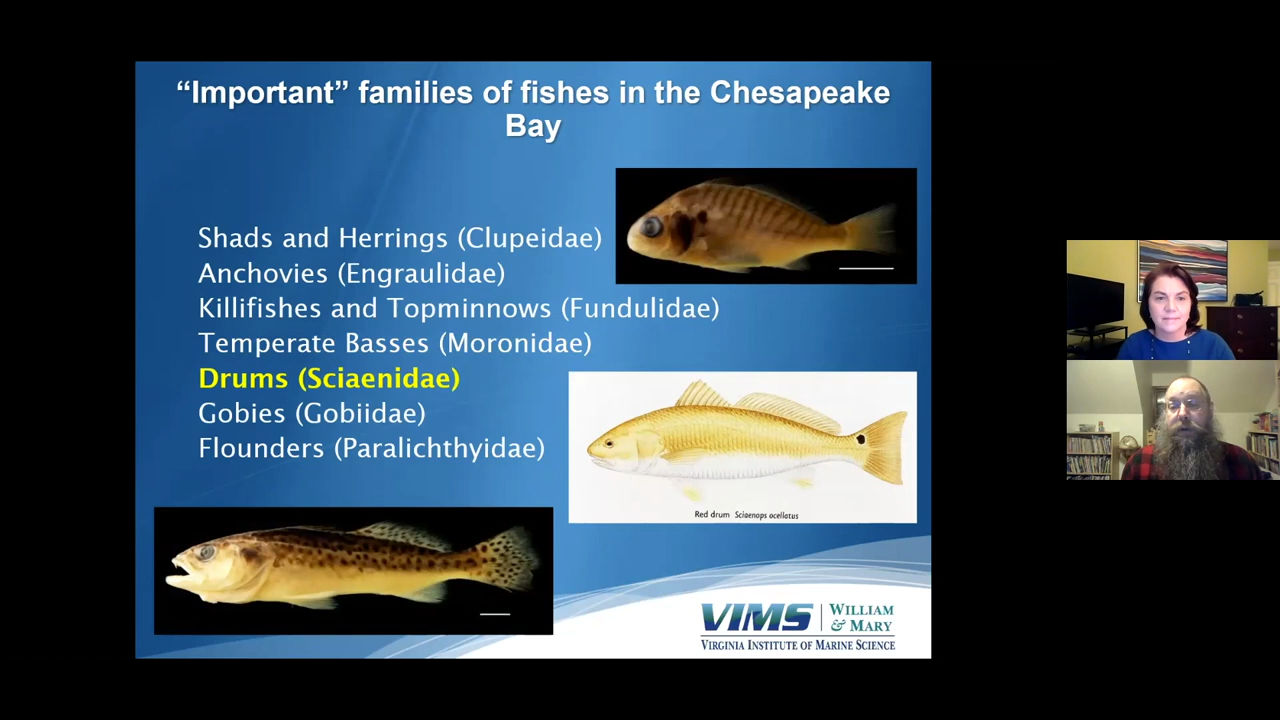 “Important” families of fishes in the Chesapeake
Bay
Shads and Herrings (Clupeidae)
Anchovies (Engraulidae)
Killifishes and Topminnows (Fundulidae)
Temperate Basses (Moronidae)
Drums (Sciaenidae)
Gobies (Gobiidae)
Flounders (Paralichthyidae)
Red drum Sciaenops ocellatus
VIMS
WILLIAM
& MARY
VIRGINIA INSTITUTE OF MARINE SCIENCE